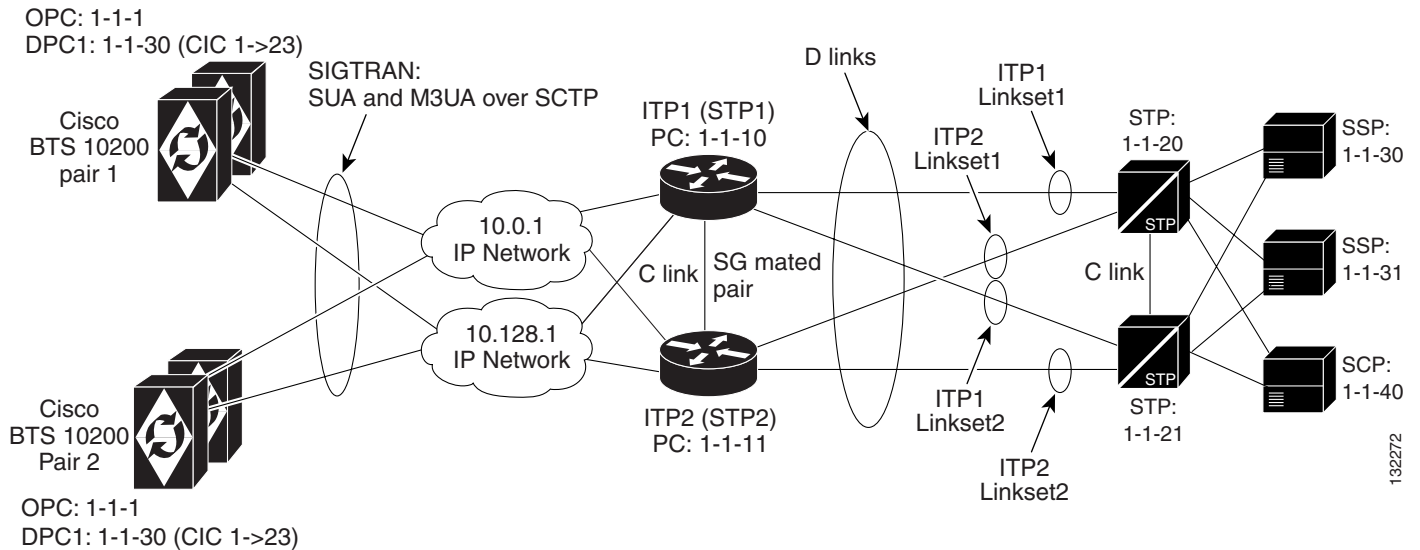 OPC: 1-1-1
DPC1: 1-1-30 (CIC 1->23)
Cisco
BTS 10200
pair 1
SIGTRAN:
SUA and M3UA over SCTP
10.0.1
IP Network
10.128.1
IP Network
ITP1 (STP1)
PC: 1-1-10
C link
SG mated
pair
ITP2 (STP2)
PC: 1-1-11
D links
ITP2
Linkset1
ITP1
Linkset1
ITP1
Linkset2
ITP2
Linkset2
STP:
1-1-20
STP
C link
STP
STP:
1-1-21
SSP:
1-1-30
SSP:
1-1-31
SCP:
1-1-40
Cisco
BTS 10200
Pair 2
OPC: 1-1-1
DPC1: 1-1-30 (CIC 1->23)
132272